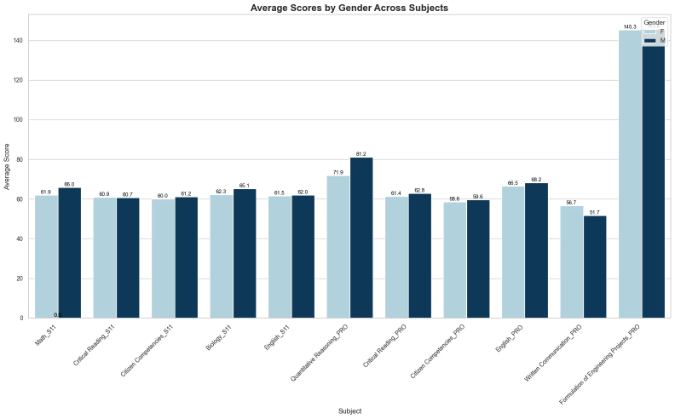 Average Scores by Gender Across Subjects
Gender
F
M
Average Score
140
120
100
80
60
40
20
0
61.9
66.0
60.9
60.7
60.0
61.2
62.3
65.1
61.5
62.0
71.9
81.2
61.4
62.8
58.6
59.6
66.5
68.2
56.7
51.7
145.3
Math_S11
Critical Reading_S11
Citizen Competencies_S11
Biology_S11
English_S11
Quantitative Reasoning_PRO
Critical Reading_PRO
Citizen Competencies_PRO
English_PRO
Written Communication_PRO
Formulation of Engineering Projects_PRO
Subject